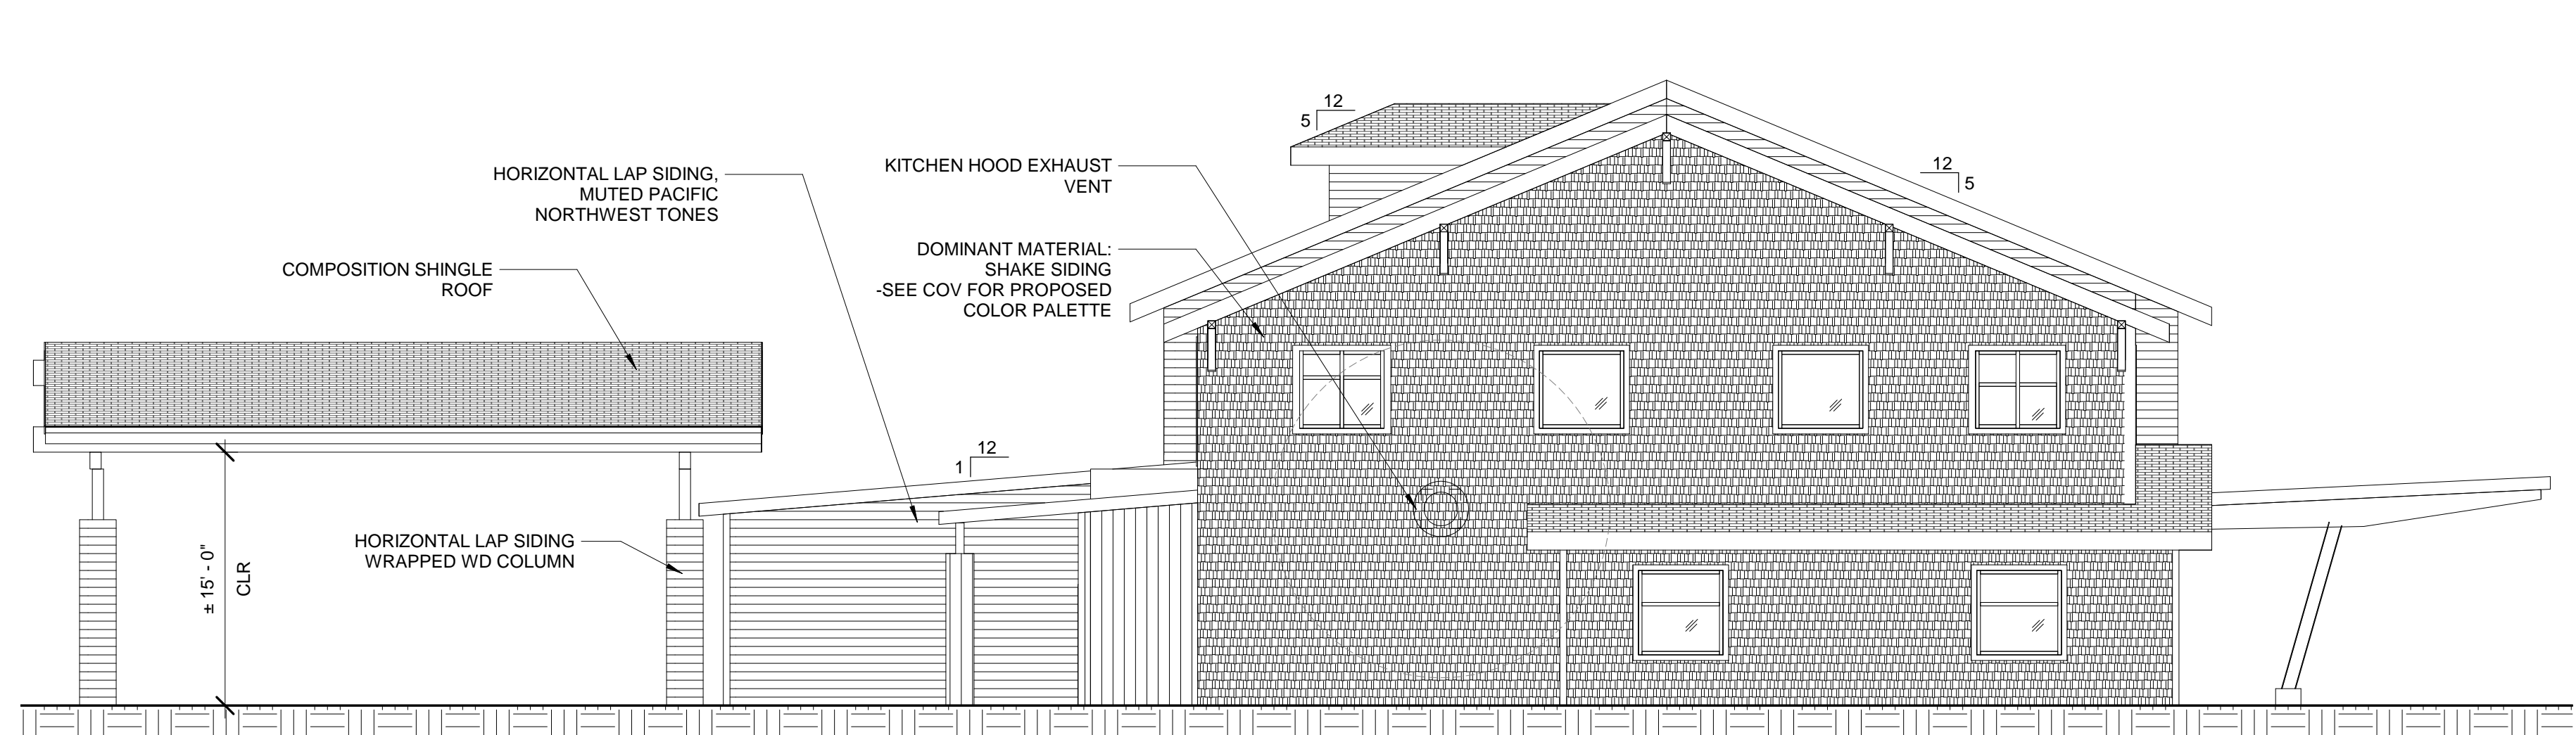 12
5
12
5
HORIZONTAL LAP SIDING,
MUTED PACIFIC
NORTHWEST TONES
KITCHEN HOOD EXHAUST
VENT
DOMINANT MATERIAL:
SHAKE SIDING
-SEE COV FOR PROPOSED
COLOR PALETTE
COMPOSITION SHINGLE
ROOF
12
1
HORIZONTAL LAP SIDING
WRAPPED WD COLUMN
± 15' - 0"
CLR